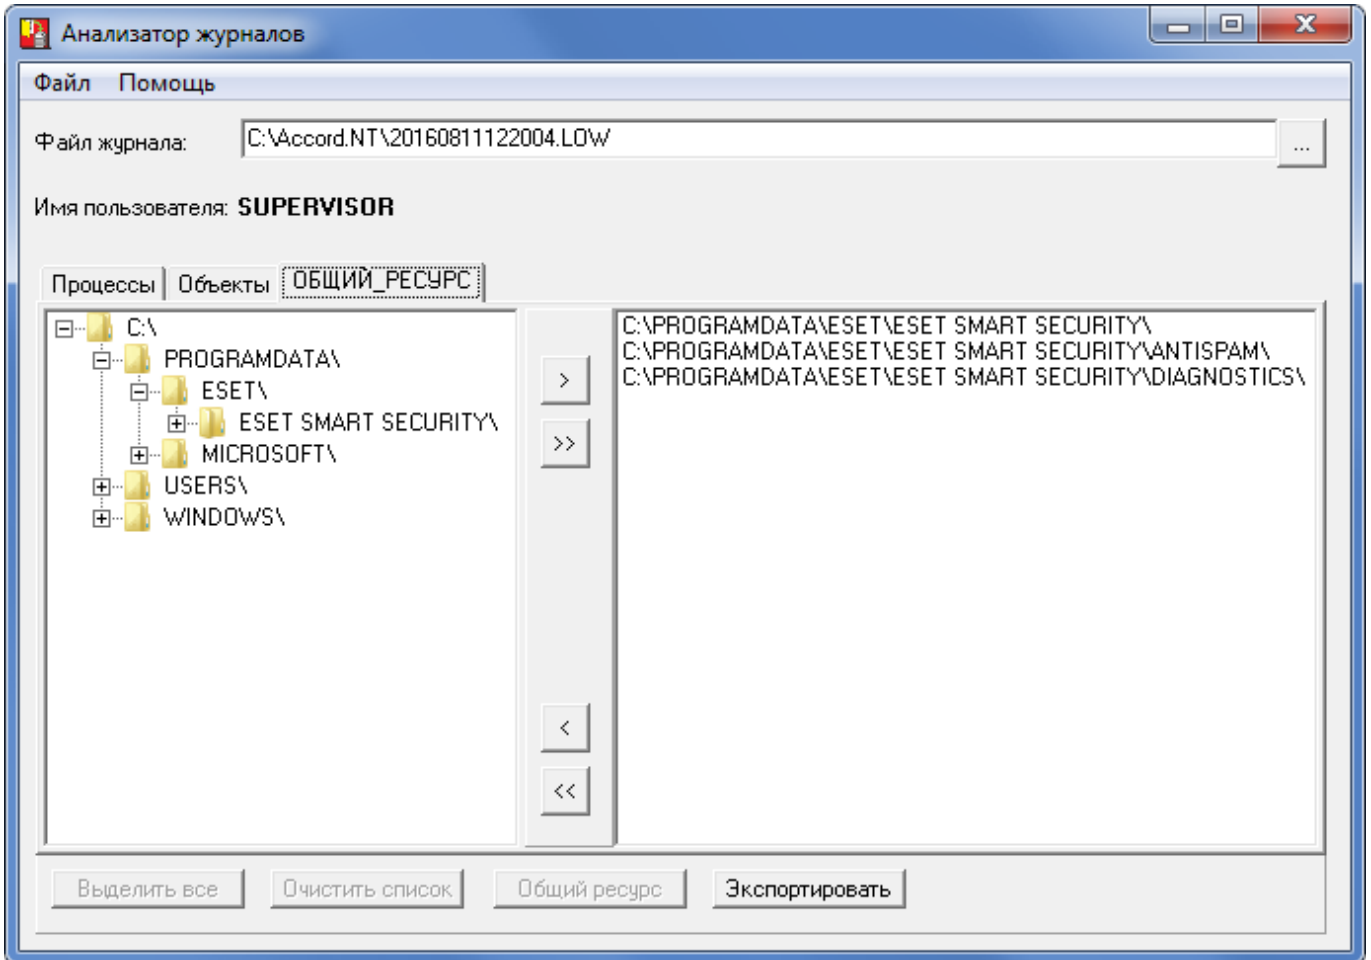 Анализатор журналов
Файл Помощь
Файл журнала: C:\Accord.NT\20160811122004.LOW ...
Имя пользователя: SUPERVISOR
Процессы Объекты ОБЩИЙ_РЕСУРС
C:\
PROGRAMDATA\
ESET\
ESET SMART SECURITY\
MICROSOFT\
USERS\
WINDOWS\
>
>>
<
<<
C:\PROGRAMDATA\ESET\ESET SMART SECURITY\
C:\PROGRAMDATA\ESET\ESET SMART SECURITY\ANTISPAM\
C:\PROGRAMDATA\ESET\ESET SMART SECURITY\DIAGNOSTICS\
Выделить все Очистить список Общий ресурс Экспортировать